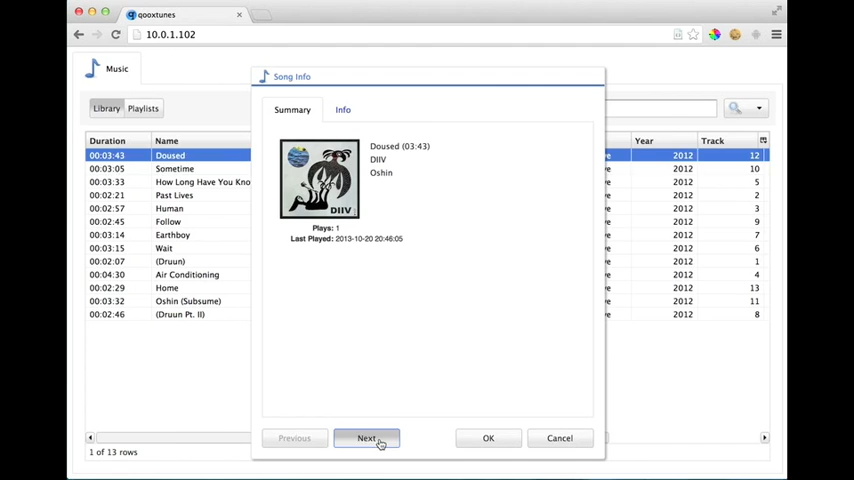 qooxtunes
10.0.1.102
Music
Song Info
Library Playlists
Summary Info
Duration Name Year Track
00:03:43 Doused 2012 12
00:03:05 Sometime 2012 10
00:03:33 How Long Have You Kno 2012 5
00:02:21 Past Lives 2012 2
00:02:57 Human 2012 3
00:02:45 Follow 2012 9
00:03:14 Earthboy 2012 7
00:03:15 Wait 2012 6
00:02:07 (Druun) 2012 1
00:04:30 Air Conditioning 2012 4
00:02:49 Home 2012 13
00:03:32 Oshin (Subsume) 2012 11
00:02:46 (Druun Pt. II) 2012 8
Doused (03:43)
DIIV
Oshin
DIIV
Plays: 1
Last Played: 2013-10-20 20:46:05
Previous Next OK Cancel
1 of 13 rows